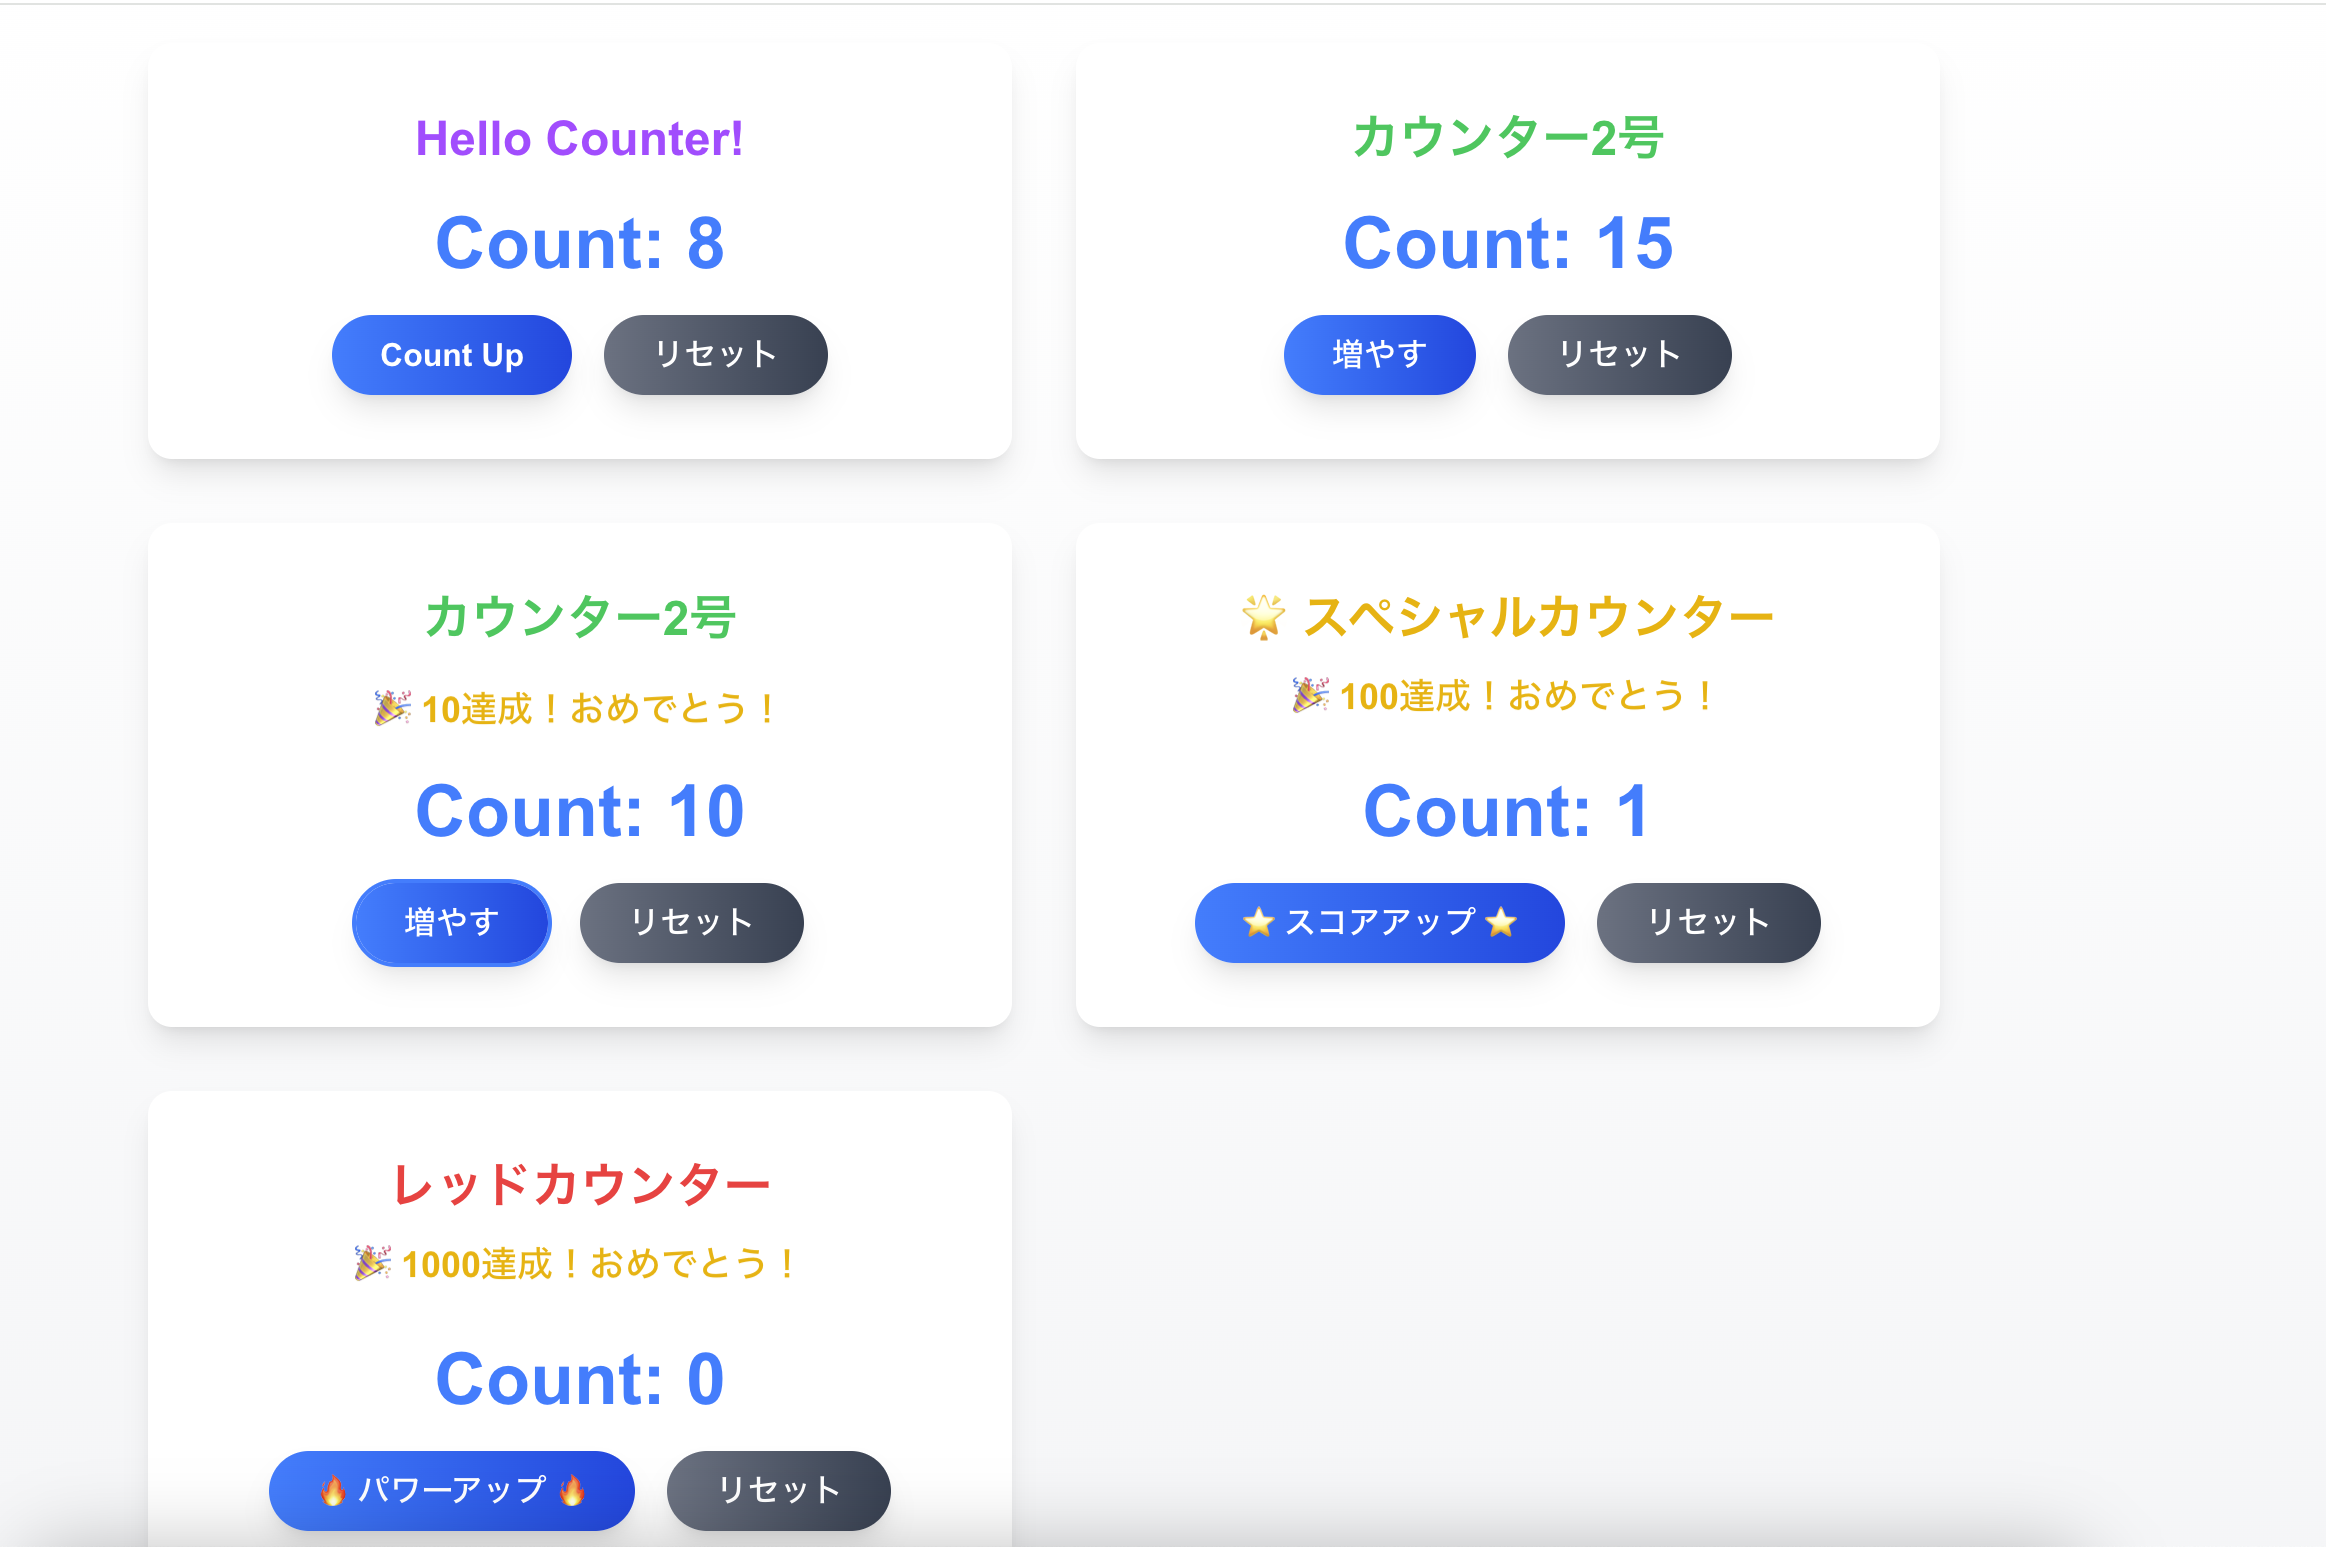 Hello Counter!
Count: 8
Count Up
リセット
カウンター2号
Count: 15
増やす
リセット
カウンター2号
🎉 10達成！おめでとう！
Count: 10
増やす
リセット
🌟 スペシャルカウンター
🎉 100達成！おめでとう！
Count: 1
⭐ スコアアップ ⭐
リセット
レッドカウンター
🎉 1000達成！おめでとう！
Count: 0
🔥 パワーアップ 🔥
リセット